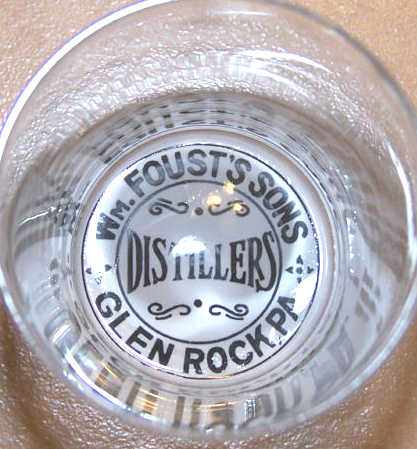 WM. FOUST'S SONS
DISTILLERS
GLEN ROCK PA.